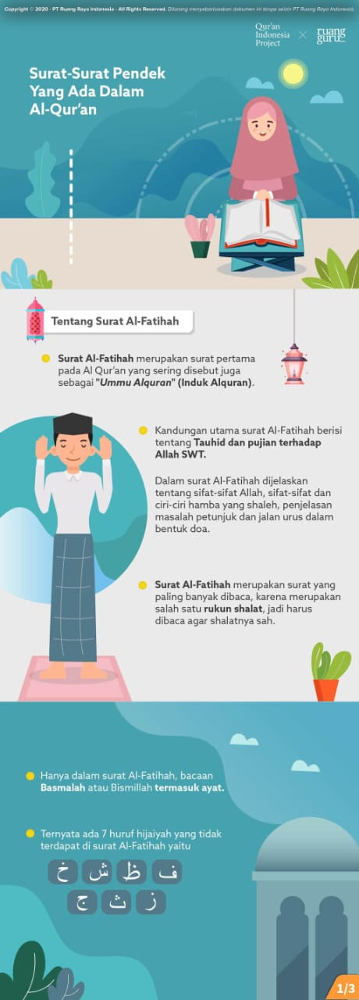 Copyright © 2020 - PT Ruang Raya Indonesia - All Rights Reserved. Dilarang menyebarluaskan dokumen ini tanpa seizin PT Ruang Raya Indonesia.
Qur'an
Indonesia
Project
×
ruang
guru
Surat-Surat Pendek
Yang Ada Dalam
Al-Qur'an
Tentang Surat Al-Fatihah
Surat Al-Fatihah merupakan surat pertama
pada Al Qur'an yang sering disebut juga
sebagai "Ummu Alquran" (Induk Alquran).
Kandungan utama surat Al-Fatihah berisi
tentang Tauhid dan pujian terhadap
Allah SWT.
Dalam surat Al-Fatihah dijelaskan
tentang sifat-sifat Allah, sifat-sifat dan
ciri-ciri hamba yang shaleh, penjelasan
masalah petunjuk dan jalan urus dalam
bentuk doa.
Surat Al-Fatihah merupakan surat yang
paling banyak dibaca, karena merupakan
salah satu rukun shalat, jadi harus
dibaca agar shalatnya sah.
Hanya dalam surat Al-Fatihah, bacaan
Basmalah atau Bismillah termasuk ayat.
Ternyata ada 7 huruf hijaiyah yang tidak
terdapat di surat Al-Fatihah yaitu
ف ظ ش خ
ز ث ج
1/3